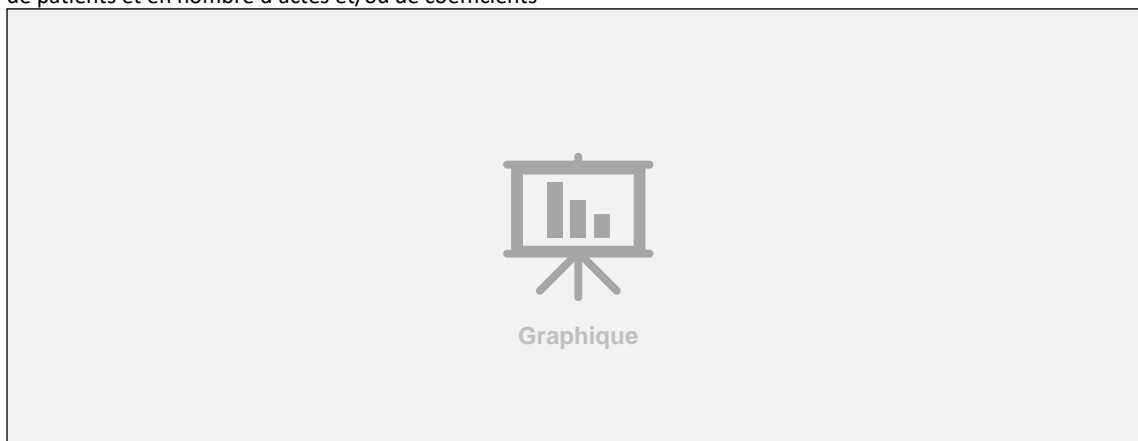 de patients et en nombre d'actes et/ou de coefficients
Graphique